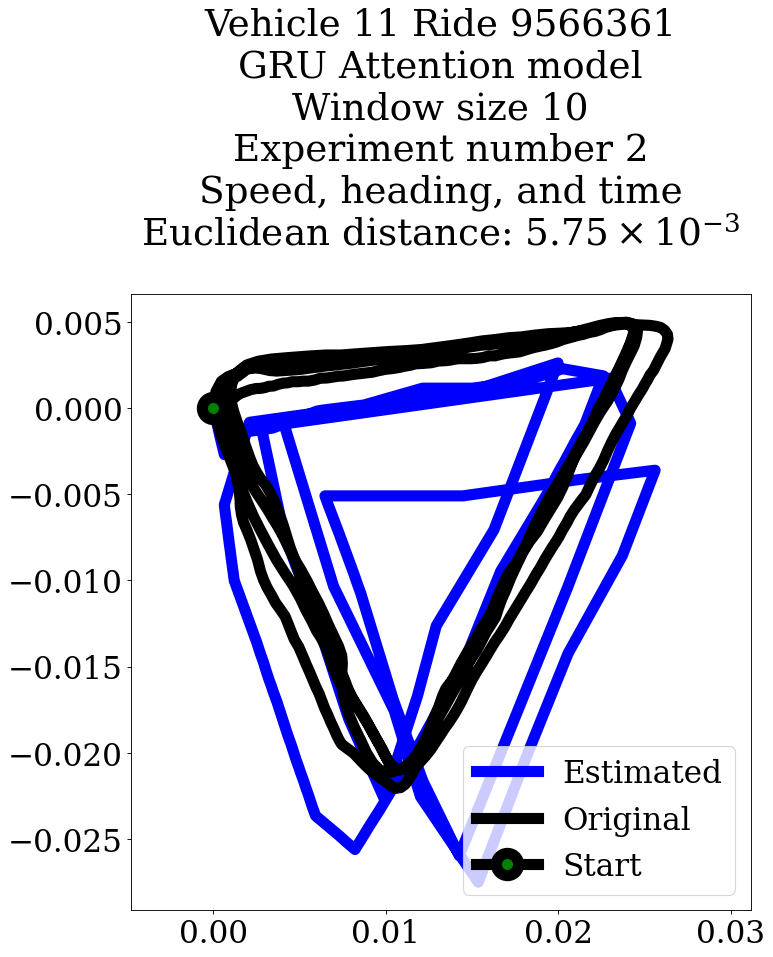 Vehicle 11 Ride 9566361
GRU Attention model
Window size 10
Experiment number 2
Speed, heading, and time
Euclidean distance: 5.75 × 10⁻³
0.005
0.000
−0.005
−0.010
−0.015
−0.020
−0.025
Estimated
Original
Start
0.00 0.01 0.02 0.03